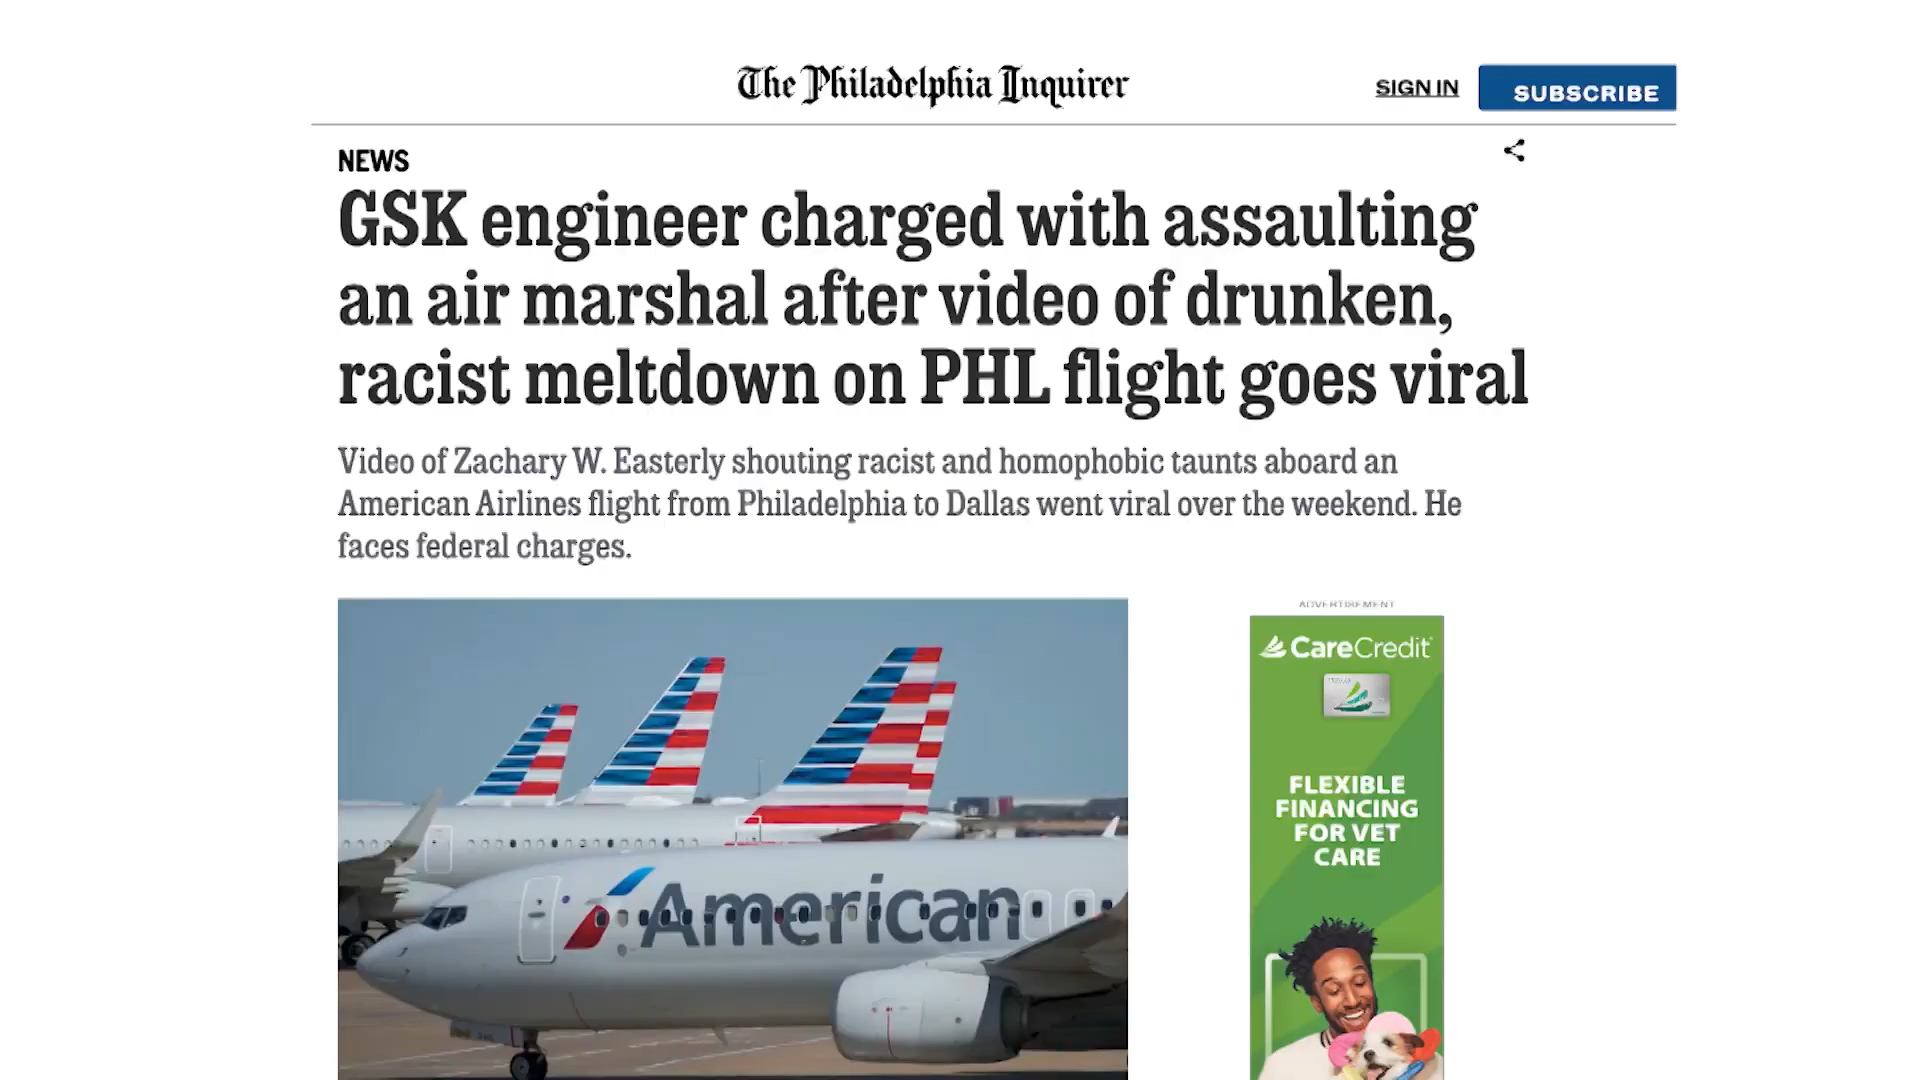 The Philadelphia Inquirer
SIGN IN
SUBSCRIBE
NEWS
GSK engineer charged with assaulting
an air marshal after video of drunken,
racist meltdown on PHL flight goes viral
Video of Zachary W. Easterly shouting racist and homophobic taunts aboard an
American Airlines flight from Philadelphia to Dallas went viral over the weekend. He
faces federal charges.
ADVERTISEMENT
CareCredit
FLEXIBLE
FINANCING
FOR VET
CARE
American